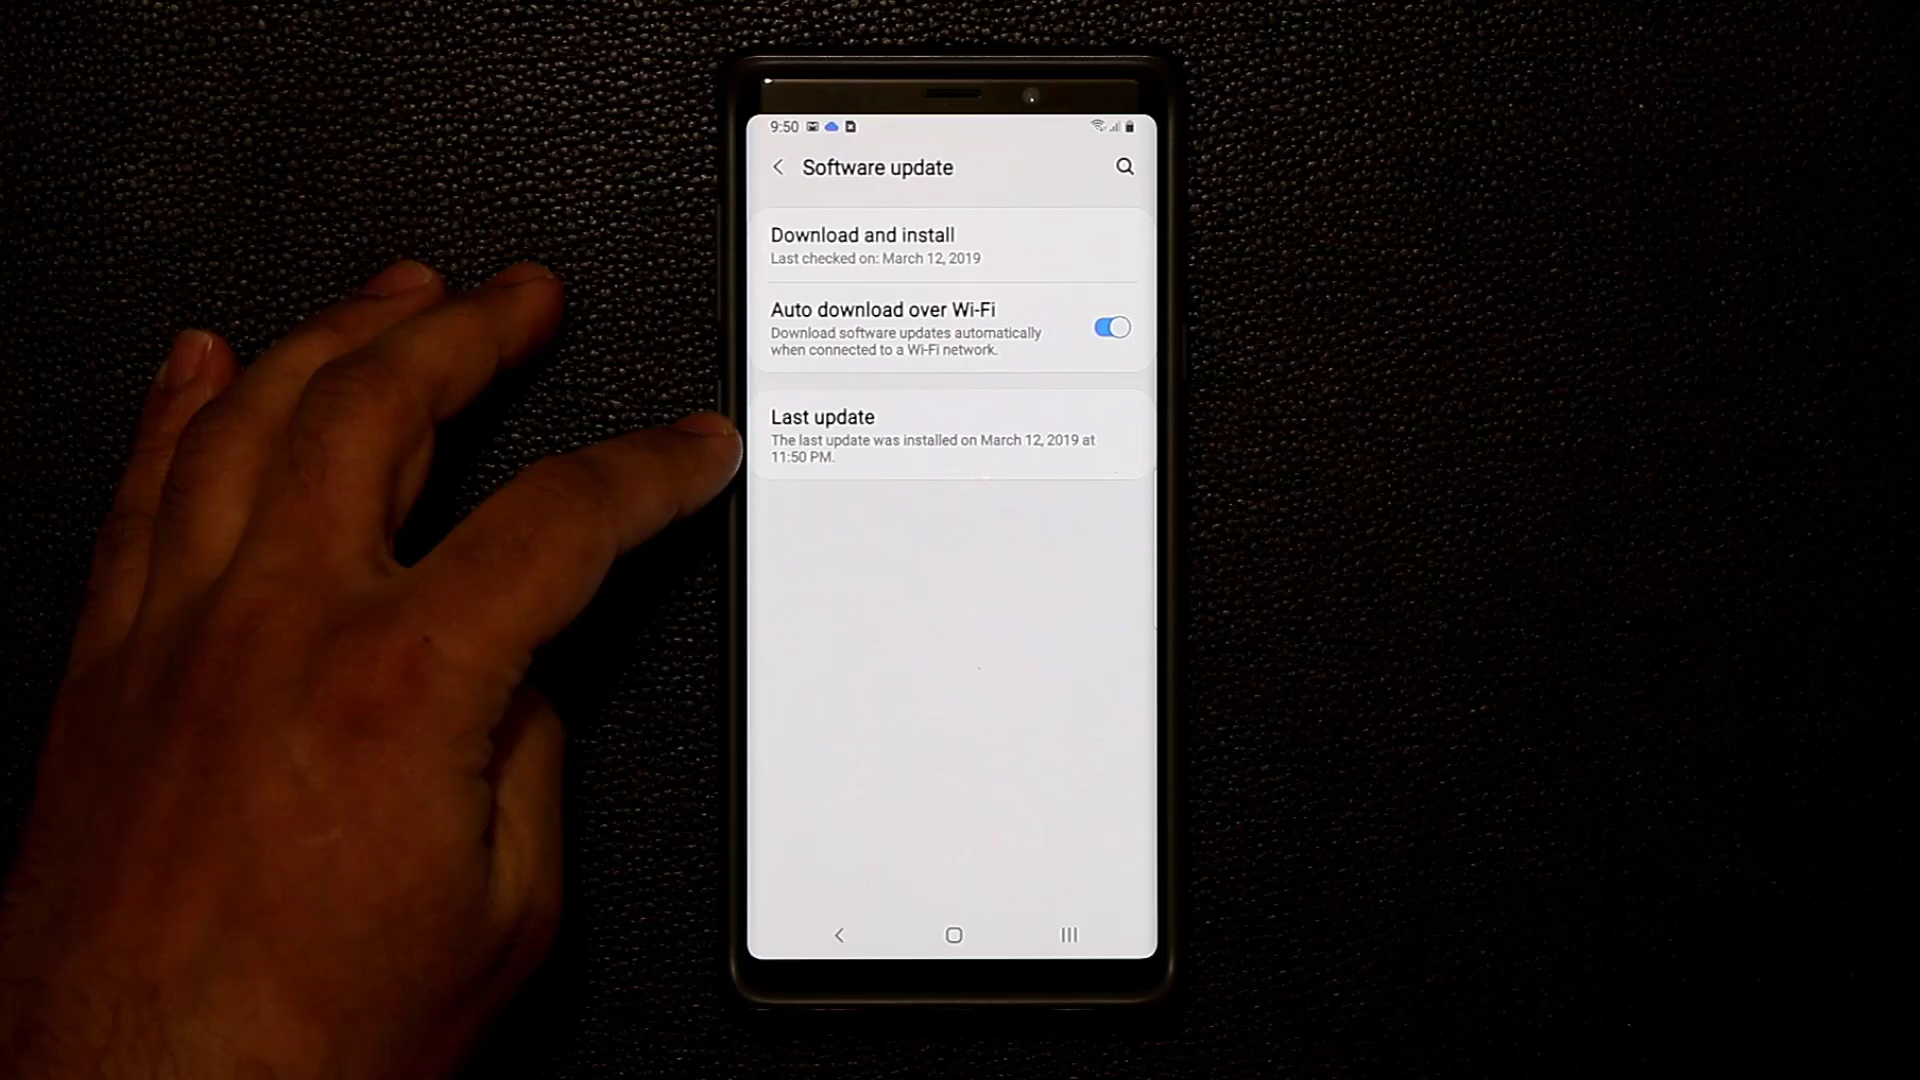 9:50
Software update
Download and install
Last checked on: March 12, 2019
Auto download over Wi-Fi
Download software updates automatically
when connected to a Wi-Fi network.
Last update
The last update was installed on March 12, 2019 at
11:50 PM.